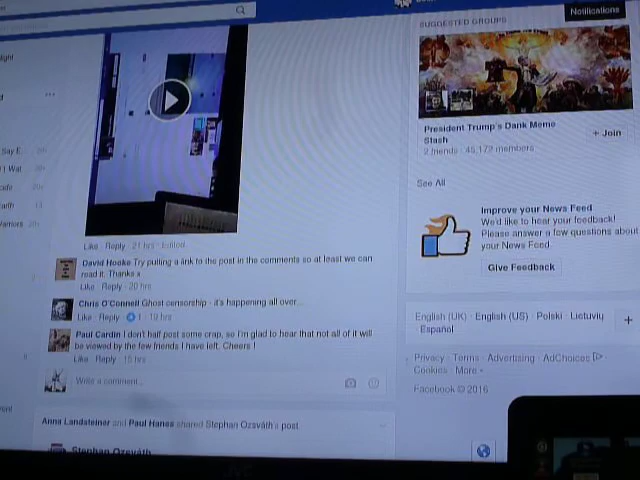 Notifications
SUGGESTED GROUPS
President Trump's Dank Meme
Stash
2 friends · 45,172 members
+ Join
See All
Improve your News Feed
We'd like to hear your feedback!
Please answer a few questions about
your News Feed
Give Feedback
English (UK) · English (US) · Polski · Lietuvių
· Español
Privacy · Terms · Advertising · AdChoices
Cookies · More
Facebook © 2016
Like · Reply · 21 hrs · Edited
David Hooke Try putting a link to the post in the comments so at least we can
read it. Thanks x
Like · Reply · 20 hrs
Chris O'Connell Ghost censorship - it's happening all over...
Like · Reply · 1 · 19 hrs
Paul Cardin I don't half post some crap, so I'm glad to hear that not all of it will
be viewed by the few friends I have left. Cheers !
Like · Reply · 15 hrs
Write a comment...
Anna Landsteiner and Paul Hanes shared Stephan Ozsváth's post
Stephan Ozsváth